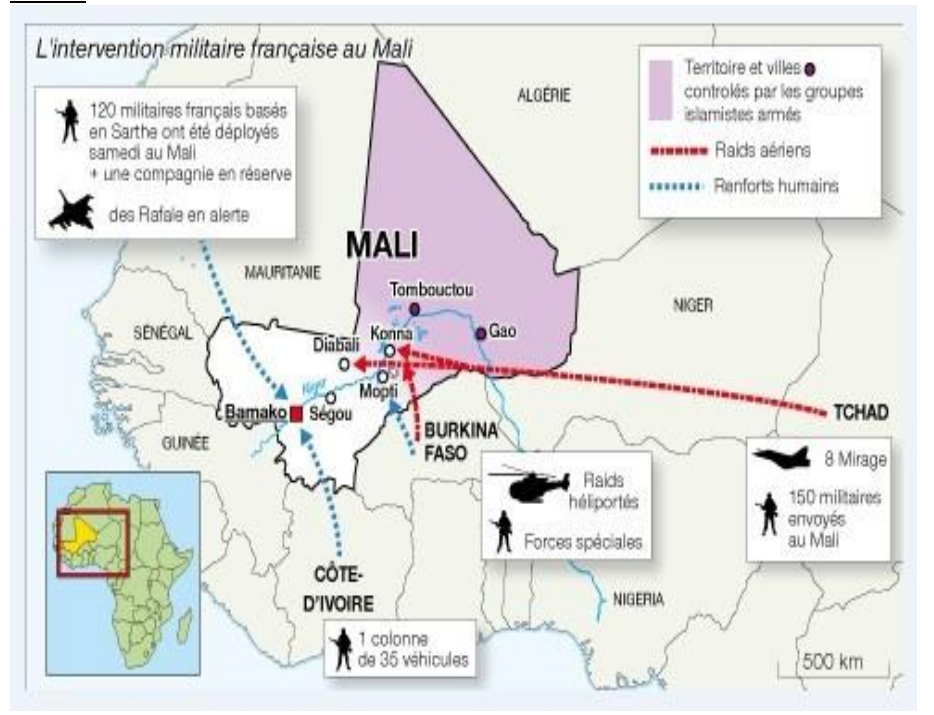 L'intervention militaire française au Mali
120 militaires français basés
en Sarthe ont été déployés
samedi au Mali
+ une compagnie en réserve
des Rafale en alerte
ALGÉRIE
Territoire et villes
controlés par les groupes
islamistes armés
Raids aériens
Renforts humains
MALI
MAURITANIE
Tombouctou
NIGER
SÉNÉGAL
Gao
Konna
Diabali
Niger
Mopti
Bamako
Ségou
TCHAD
GUINÉE
BURKINA
FASO
8 Mirage
150 militaires
envoyés
au Mali
Raids
héliportés
Forces spéciales
CÔTE-
D'IVOIRE
NIGERIA
1 colonne
de 35 véhicules
500 km